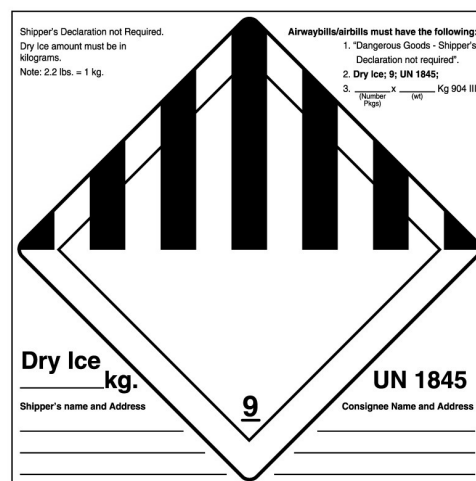 Shipper's Declaration not Required.
Dry Ice amount must be in
kilograms.
Note: 2.2 lbs. = 1 kg.
Airwaybills/airbills must have the following:
1. "Dangerous Goods - Shipper's
Declaration not required".
2. Dry Ice; 9; UN 1845;
3. ______ x ______ Kg 904 III
(Number (wt)
Pkgs)
Dry Ice
______kg.
UN 1845
Shipper's name and Address
9
Consignee Name and Address